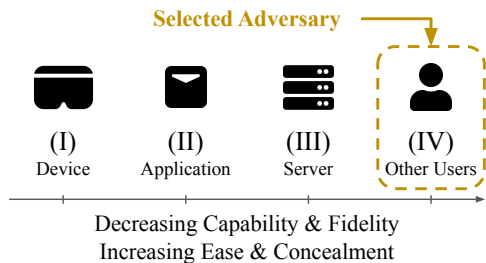 Selected Adversary
(I)
Device
(II)
Application
(III)
Server
(IV)
Other Users
Decreasing Capability & Fidelity
Increasing Ease & Concealment